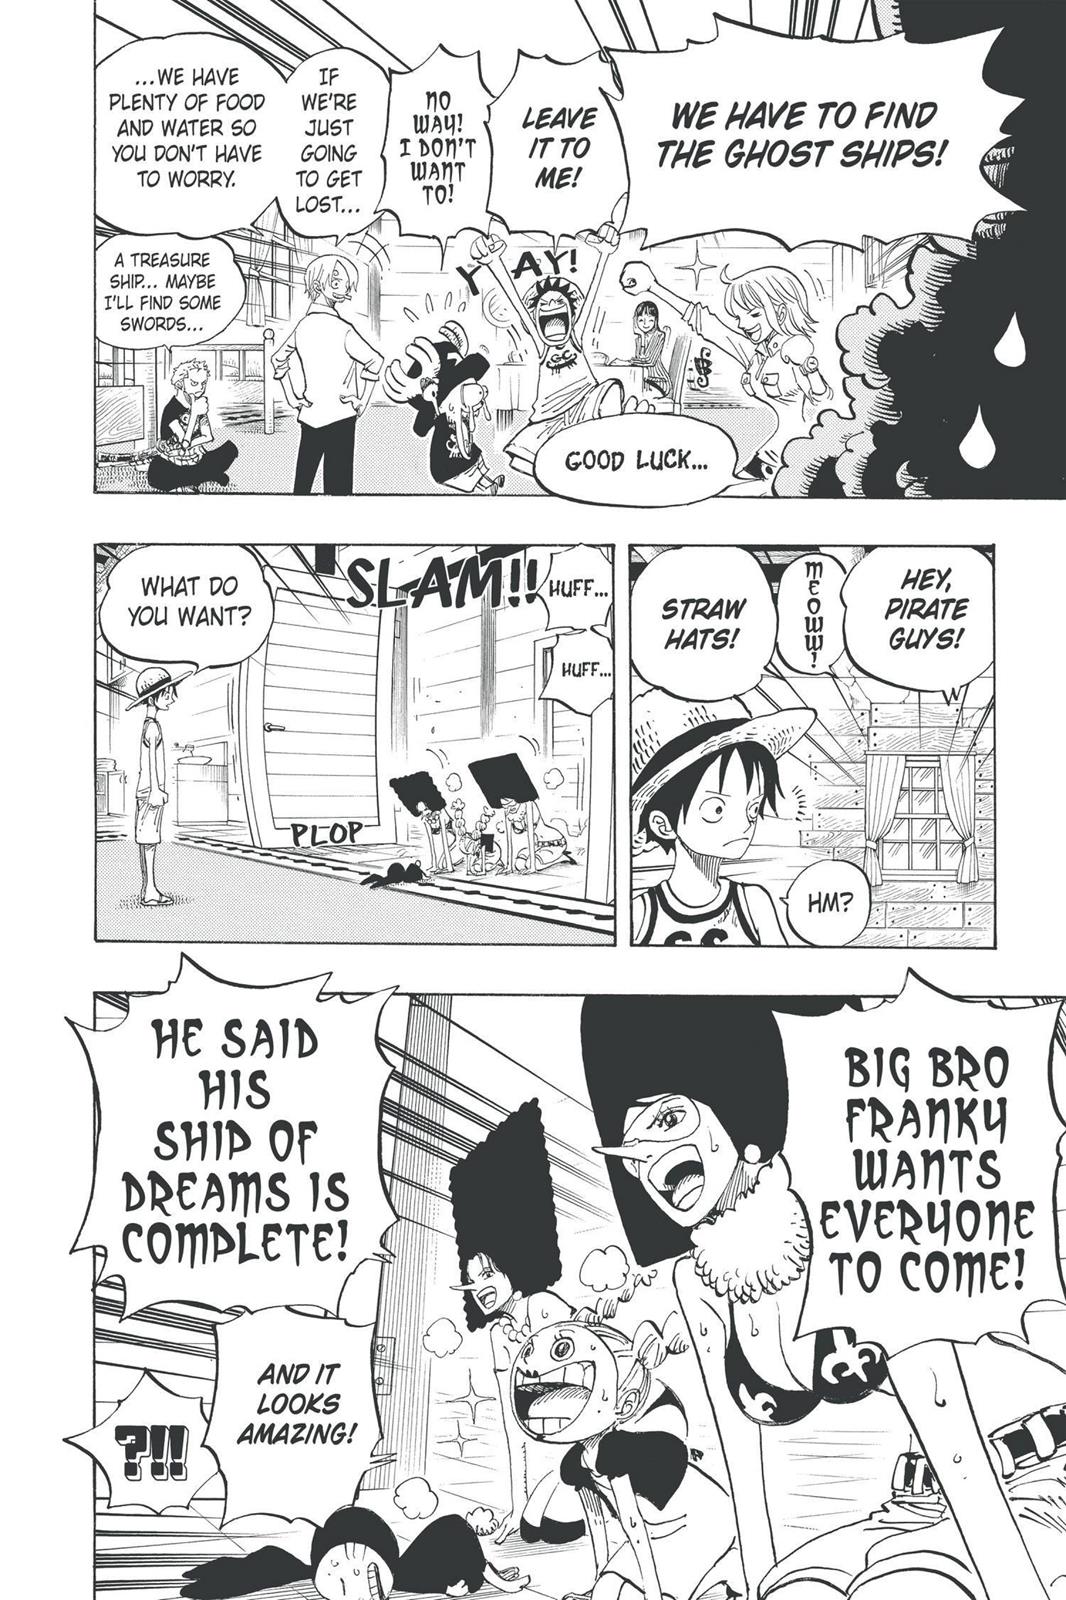 WE HAVE TO FIND
THE GHOST SHIPS!
LEAVE
IT TO
ME!
NO
WAY!
I DON'T
WANT
TO!
IF
WE'RE
JUST
GOING
TO GET
LOST...
...WE HAVE
PLENTY OF FOOD
AND WATER SO
YOU DON'T HAVE
TO WORRY.
YAY!
A TREASURE
SHIP... MAYBE
I'LL FIND SOME
SWORDS...
GOOD LUCK...
HEY,
PIRATE
GUYS!
MEOWW!
STRAW
HATS!
HM?
SLAM!!
HUFF...
HUFF...
WHAT DO
YOU WANT?
PLOP
BIG BRO
FRANKY
WANTS
EVERYONE
TO COME!
HE SAID
HIS
SHIP OF
DREAMS IS
COMPLETE!
AND IT
LOOKS
AMAZING!
?!!